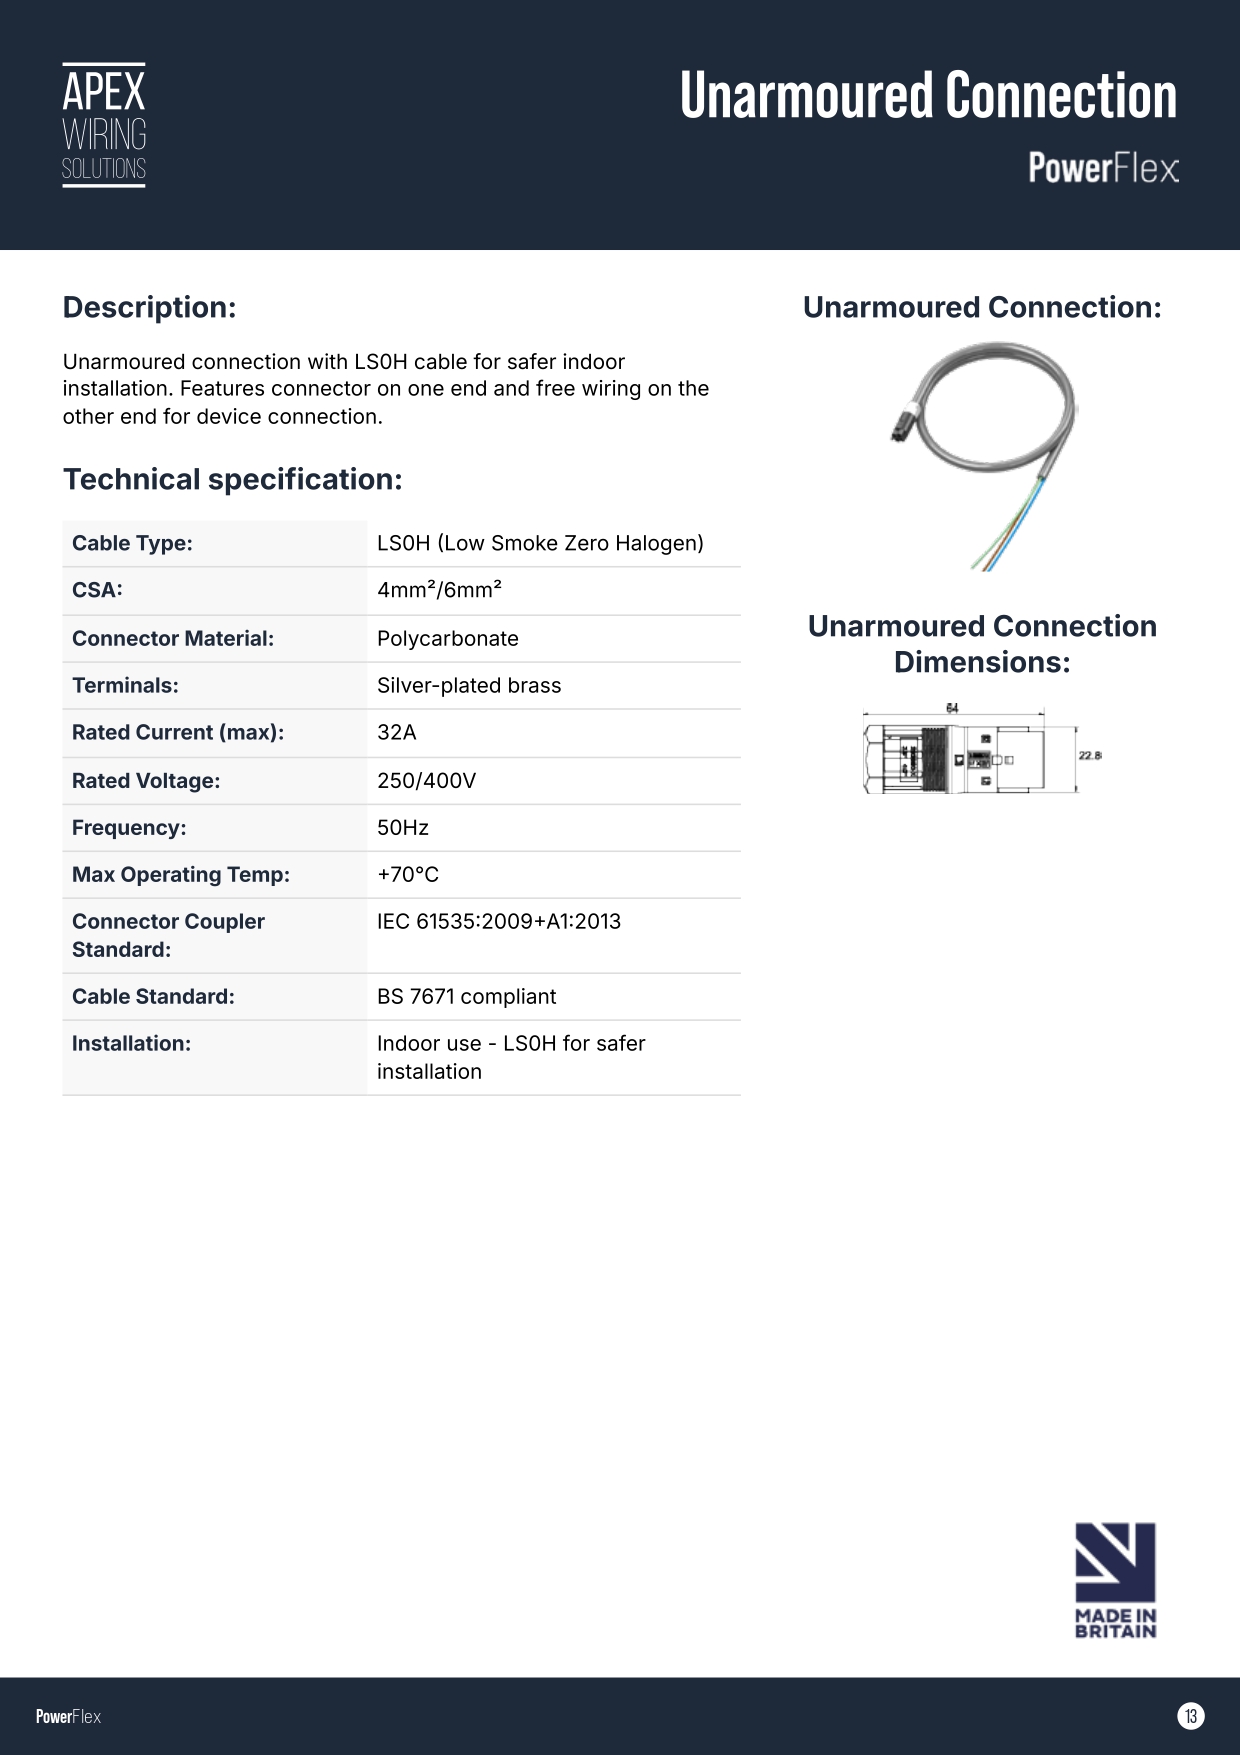 APEX
WIRING
SOLUTIONS
Unarmoured Connection
PowerFlex
Description:
Unarmoured connection with LS0H cable for safer indoor
installation. Features connector on one end and free wiring on the
other end for device connection.
Technical specification:
Cable Type: LS0H (Low Smoke Zero Halogen)
CSA: 4mm²/6mm²
Connector Material: Polycarbonate
Terminals: Silver-plated brass
Rated Current (max): 32A
Rated Voltage: 250/400V
Frequency: 50Hz
Max Operating Temp: +70°C
Connector Coupler IEC 61535:2009+A1:2013
Standard:
Cable Standard: BS 7671 compliant
Installation: Indoor use - LS0H for safer
installation
Unarmoured Connection:
Unarmoured Connection
Dimensions:
64
22.8
MADE IN
BRITAIN
PowerFlex
13